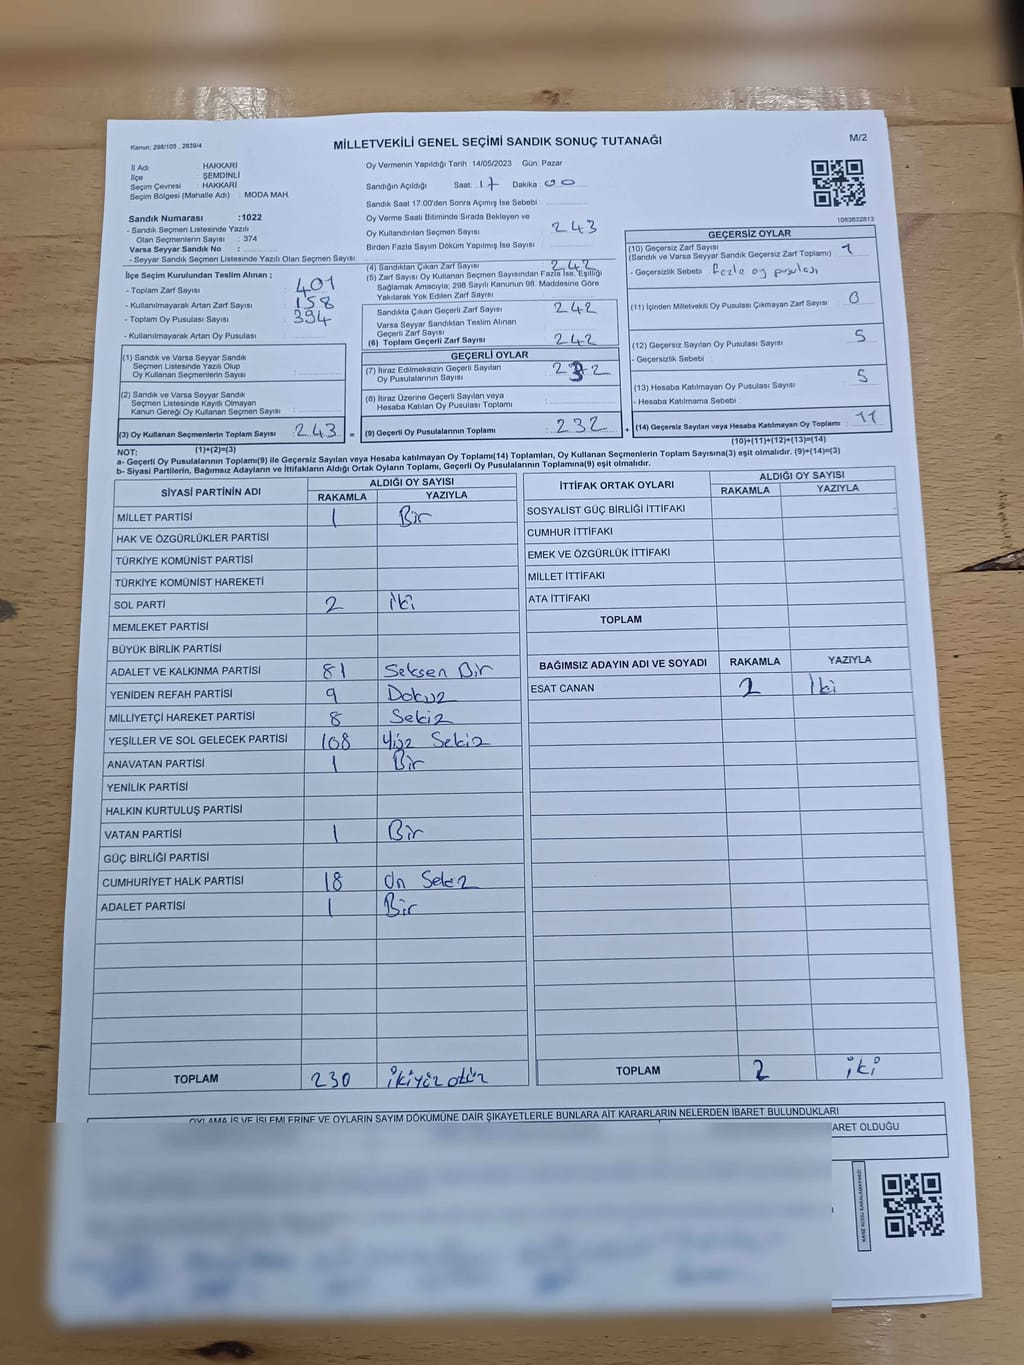 Kanun; 298/105 , 2839/4
MİLLETVEKİLİ GENEL SEÇİMİ SANDIK SONUÇ TUTANAĞI
M/2
İl Adı : HAKKARİ
İlçe : ŞEMDİNLİ
Seçim Çevresi : HAKKARİ
Seçim Bölgesi (Mahalle Adı) : MODA MAH.
Sandık Numarası :1022
- Sandık Seçmen Listesinde Yazılı
Olan Seçmenlerin Sayısı : 374
Varsa Seyyar Sandık No :
- Seyyar Sandık Seçmen Listesinde Yazılı Olan Seçmen Sayısı:
Oy Vermenin Yapıldığı Tarih :14/05/2023 Gün: Pazar
Sandığın Açıldığı Saat: 17 Dakika 00
Sandık Saat 17:00'den Sonra Açımış İse Sebebi :
Oy Verme Saati Bitiminde Sırada Bekleyen ve
Oy Kullandırılan Seçmen Sayısı : 243
Birden Fazla Sayım Döküm Yapılmış İse Sayısı :
1083632813
İlçe Seçim Kurulundan Teslim Alınan ;
- Toplam Zarf Sayısı : 401
- Kullanılmayarak Artan Zarf Sayısı : 158
- Toplam Oy Pusulası Sayısı : 394
- Kullanılmayarak Artan Oy Pusulası :
(1) Sandık ve Varsa Seyyar Sandık
Seçmen Listesinde Yazılı Olup
Oy Kullanan Seçmenlerin Sayısı :
(2) Sandık ve Varsa Seyyar Sandık
Seçmen Listesinde Kayıtlı Olmayan
Kanun Gereği Oy Kullanan Seçmen Sayısı :
(3) Oy Kullanan Seçmenlerin Toplam Sayısı : 243 =
(4) Sandıktan Çıkan Zarf Sayısı : 242
(5) Zarf Sayısı Oy Kullanan Seçmen Sayısından Fazla İse, Eşitliği
Sağlamak Amacıyla; 298 Sayılı Kanunun 98. Maddesine Göre
Yakılarak Yok Edilen Zarf Sayısı :
Sandıkta Çıkan Geçerli Zarf Sayısı : 242
Varsa Seyyar Sandıktan Teslim Alınan
Geçerli Zarf Sayısı :
(6) Toplam Geçerli Zarf Sayısı : 242
GEÇERLİ OYLAR
(7) İtiraz Edilmeksizin Geçerli Sayılan
Oy Pusulalarının Sayısı : 232
(8) İtiraz Üzerine Geçerli Sayılan veya
Hesaba Katılan Oy Pusulası Toplamı :
(9) Geçerli Oy Pusulalarının Toplamı : 232 +
GEÇERSİZ OYLAR
(10) Geçersiz Zarf Sayısı
(Sandık ve Varsa Seyyar Sandık Geçersiz Zarf Toplamı) : 1
- Geçersizlik Sebebi : fazla oy pusulası
(11) İçinden Milletvekili Oy Pusulası Çıkmayan Zarf Sayısı : 0
(12) Geçersiz Sayılan Oy Pusulası Sayısı : 5
- Geçersizlik Sebebi :
(13) Hesaba Katılmayan Oy Pusulası Sayısı : 5
- Hesaba Katılmama Sebebi :
(14) Geçersiz Sayılan veya Hesaba Katılmayan Oy Toplamı : 11
(10)+(11)+(12)+(13)=(14)
NOT: (1)+(2)=(3)
a- Geçerli Oy Pusulalarının Toplamı(9) ile Geçersiz Sayılan veya Hesaba katılmayan Oy Toplamı(14) Toplamları, Oy Kullanan Seçmenlerin Toplam Sayısına(3) eşit olmalıdır. (9)+(14)=(3)
b- Siyasi Partilerin, Bağımsız Adayların ve İttifakların Aldığı Ortak Oyların Toplamı, Geçerli Oy Pusulalarının Toplamına(9) eşit olmalıdır.
SİYASİ PARTİNİN ADI ALDIĞI OY SAYISI
RAKAMLA YAZIYLA
MİLLET PARTİSİ 1 Bir
HAK VE ÖZGÜRLÜKLER PARTİSİ
TÜRKİYE KOMÜNİST PARTİSİ
TÜRKİYE KOMÜNİST HAREKETİ
SOL PARTİ 2 İki
MEMLEKET PARTİSİ
BÜYÜK BİRLİK PARTİSİ
ADALET VE KALKINMA PARTİSİ 81 Seksen Bir
YENİDEN REFAH PARTİSİ 9 Dokuz
MİLLİYETÇİ HAREKET PARTİSİ 8 Sekiz
YEŞİLLER VE SOL GELECEK PARTİSİ 108 Yüz Sekiz
ANAVATAN PARTİSİ 1 Bir
YENİLİK PARTİSİ
HALKIN KURTULUŞ PARTİSİ
VATAN PARTİSİ 1 Bir
GÜÇ BİRLİĞİ PARTİSİ
CUMHURİYET HALK PARTİSİ 18 On Sekiz
ADALET PARTİSİ 1 Bir
TOPLAM 230 ikiyüz otuz
İTTİFAK ORTAK OYLARI ALDIĞI OY SAYISI
RAKAMLA YAZIYLA
SOSYALİST GÜÇ BİRLİĞİ İTTİFAKI
CUMHUR İTTİFAKI
EMEK VE ÖZGÜRLÜK İTTİFAKI
MİLLET İTTİFAKI
ATA İTTİFAKI
TOPLAM
BAĞIMSIZ ADAYIN ADI VE SOYADI RAKAMLA YAZIYLA
ESAT CANAN 2 İki
TOPLAM 2 iki
OYLAMA İŞ VE İŞLEMLERİNE VE OYLARIN SAYIM DÖKÜMÜNE DAİR ŞİKAYETLERLE BUNLARA AİT KARARLARIN NELERDEN İBARET BULUNDUKLARI
ARET OLDUĞU